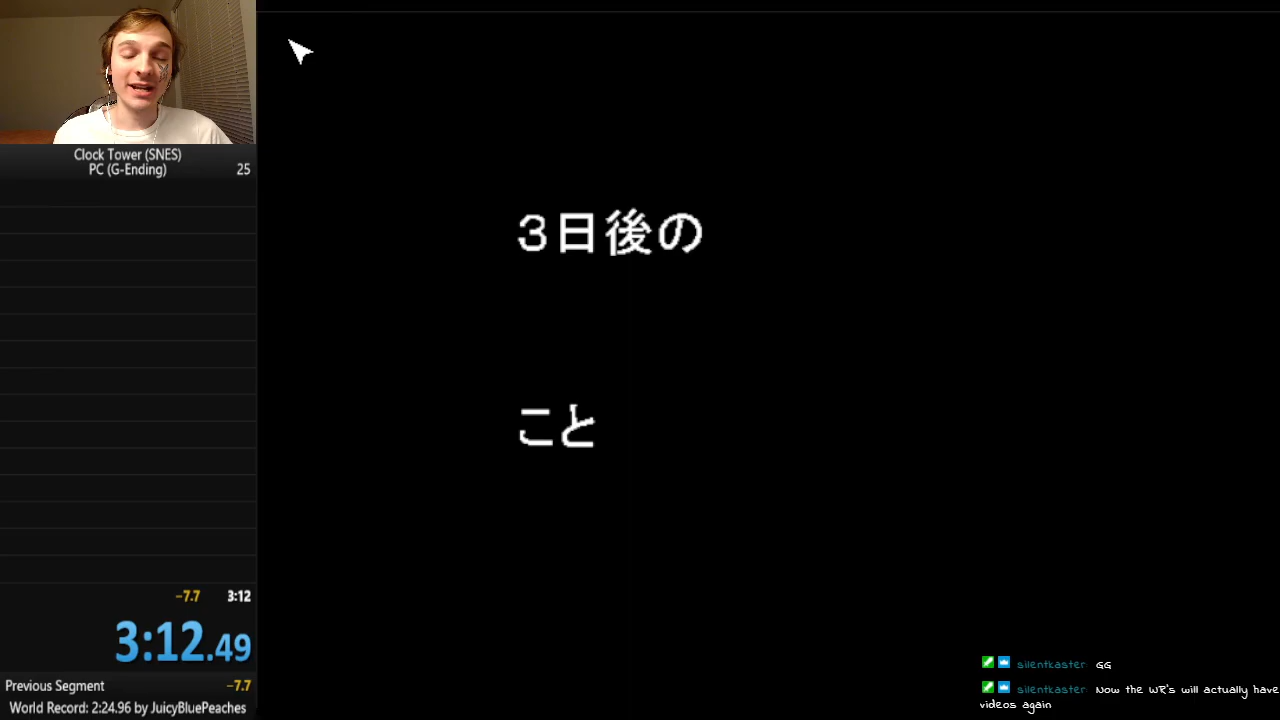 Clock Tower (SNES)
PC (G-Ending)
25
3日後の
こと
-7.7
3:12
3:12.49
Previous Segment
-7.7
World Record: 2:24.96 by JuicyBluePeaches
silentkaster GG
silentkaster Now the WR's will actually have
videos again